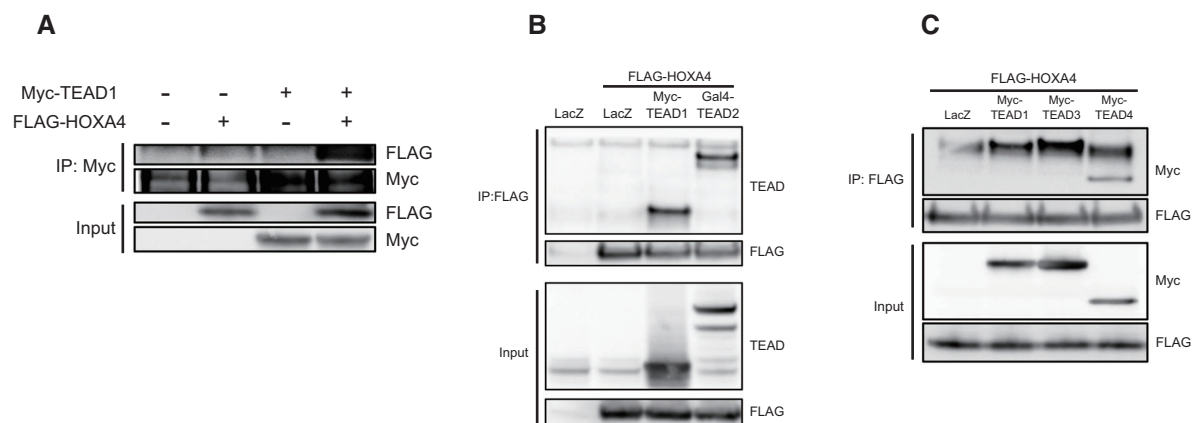 A
Myc-TEAD1 - - + +
FLAG-HOXA4 - + - +
IP: Myc
FLAG
Myc
Input
FLAG
Myc
B
FLAG-HOXA4
LacZ LacZ Myc-TEAD1 Gal4-TEAD2
IP:FLAG
TEAD
FLAG
Input
TEAD
FLAG
C
FLAG-HOXA4
LacZ Myc-TEAD1 Myc-TEAD3 Myc-TEAD4
IP: FLAG
Myc
FLAG
Input
Myc
FLAG